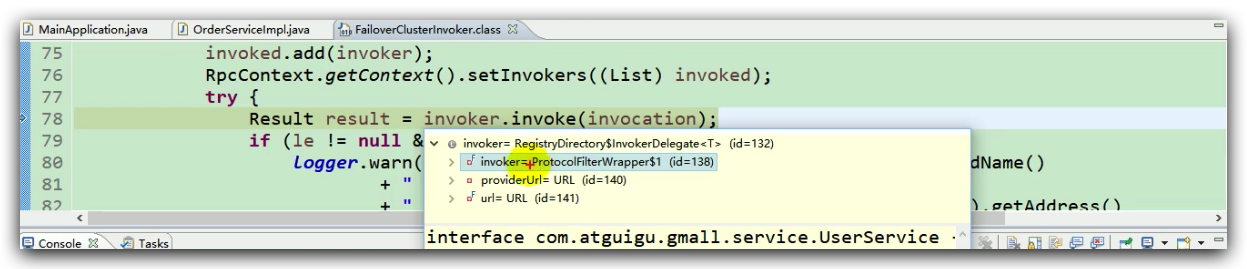 MainApplication.java OrderServiceImpl.java FailoverClusterInvoker.class
75 invoked.add(invoker);
76 RpcContext.getContext().setInvokers((List) invoked);
77 try {
78 Result result = invoker.invoke(invocation);
79 if (le != null &
invoker= RegistryDirectory$InvokerDelegate<T> (id=132)
80 logger.warn( dName()
invoker= ProtocolFilterWrapper$1 (id=138)
81 + "
providerUrl= URL (id=140)
82 + " ).getAddress()
url= URL (id=141)
interface com.atguigu.gmall.service.UserService
Console Tasks